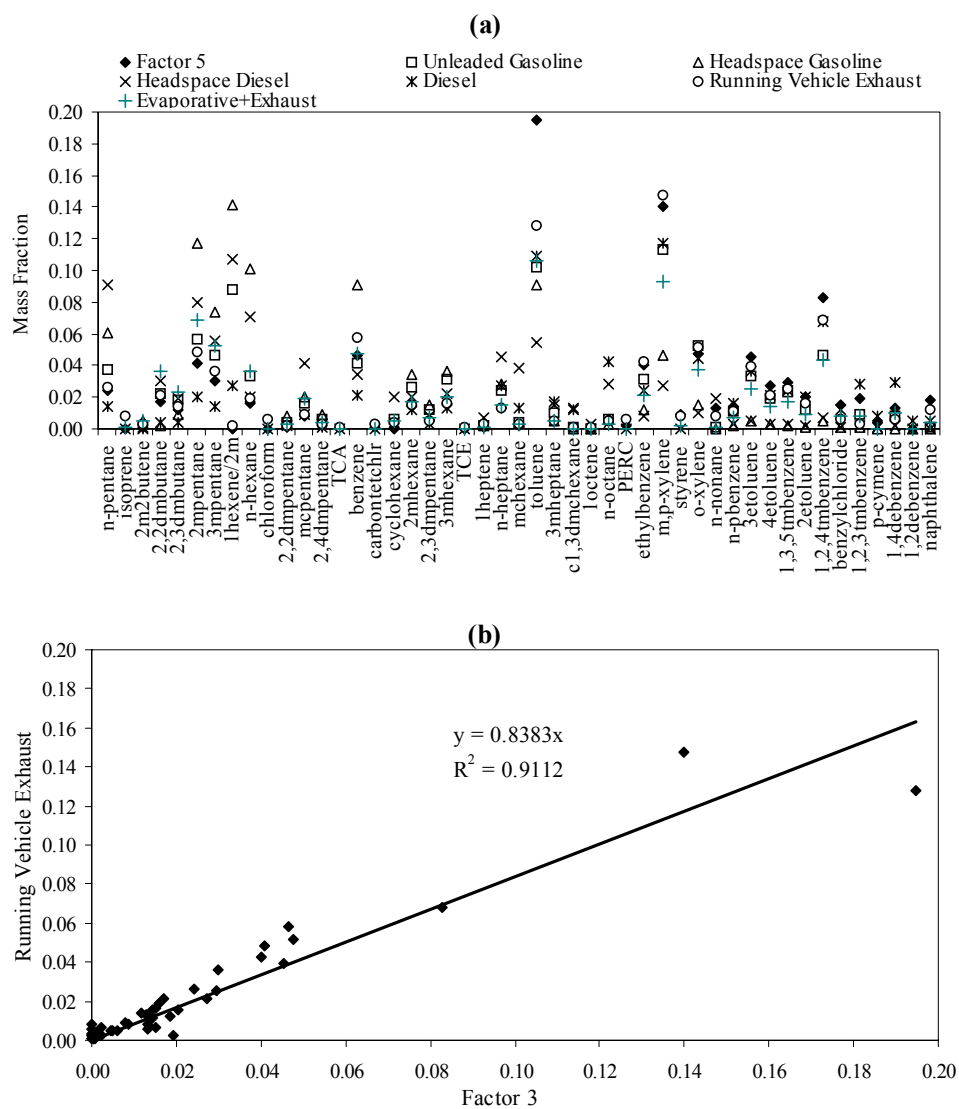 (a)
Factor 5 Unleaded Gasoline Headspace Gasoline
Headspace Diesel Diesel Running Vehicle Exhaust
Evaporative+Exhaust
0.20
0.18
0.16
0.14
0.12
0.10
0.08
0.06
0.04
0.02
0.00
Mass Fraction
n-pentane
isoprene
2m2butene
2,2dmbutane
2,3dmbutane
2mpentane
3mpentane
1hexene/2m
n-hexane
chloroform
2,2dmpentane
mcpentane
2,4dmpentane
TCA
benzene
carbontetchlr
cyclohexane
2mhexane
2,3dmpentane
3mhexane
TCE
1heptene
n-heptane
mchexane
toluene
3mheptane
c1,3dmchexane
1octene
n-octane
PERC
ethylbenzene
m,p-xylene
styrene
o-xylene
n-nonane
n-pbenzene
3etoluene
4etoluene
1,3,5tmbenzene
2etoluene
1,2,4tmbenzene
benzylchloride
1,2,3tmbenzene
p-cymene
1,4debenzene
1,2debenzene
naphthalene
(b)
0.20
0.18
0.16
0.14
0.12
0.10
0.08
0.06
0.04
0.02
0.00
Running Vehicle Exhaust
y = 0.8383x
R2 = 0.9112
0.00 0.02 0.04 0.06 0.08 0.10 0.12 0.14 0.16 0.18 0.20
Factor 3